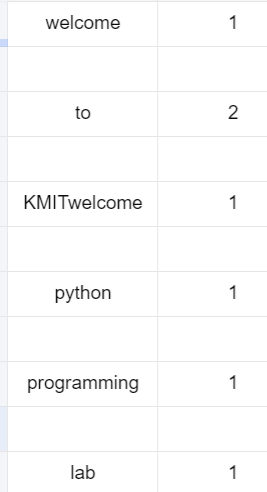 welcome 1
to 2
KMITwelcome 1
python 1
programming 1
lab 1